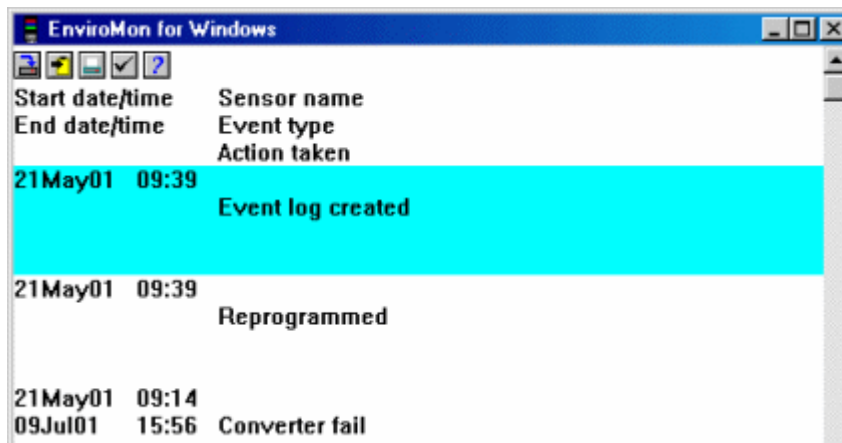 EnviroMon for Windows
Start date/time Sensor name
End date/time Event type
Action taken
21May01 09:39
Event log created
21May01 09:39
Reprogrammed
21May01 09:14
09Jul01 15:56 Converter fail